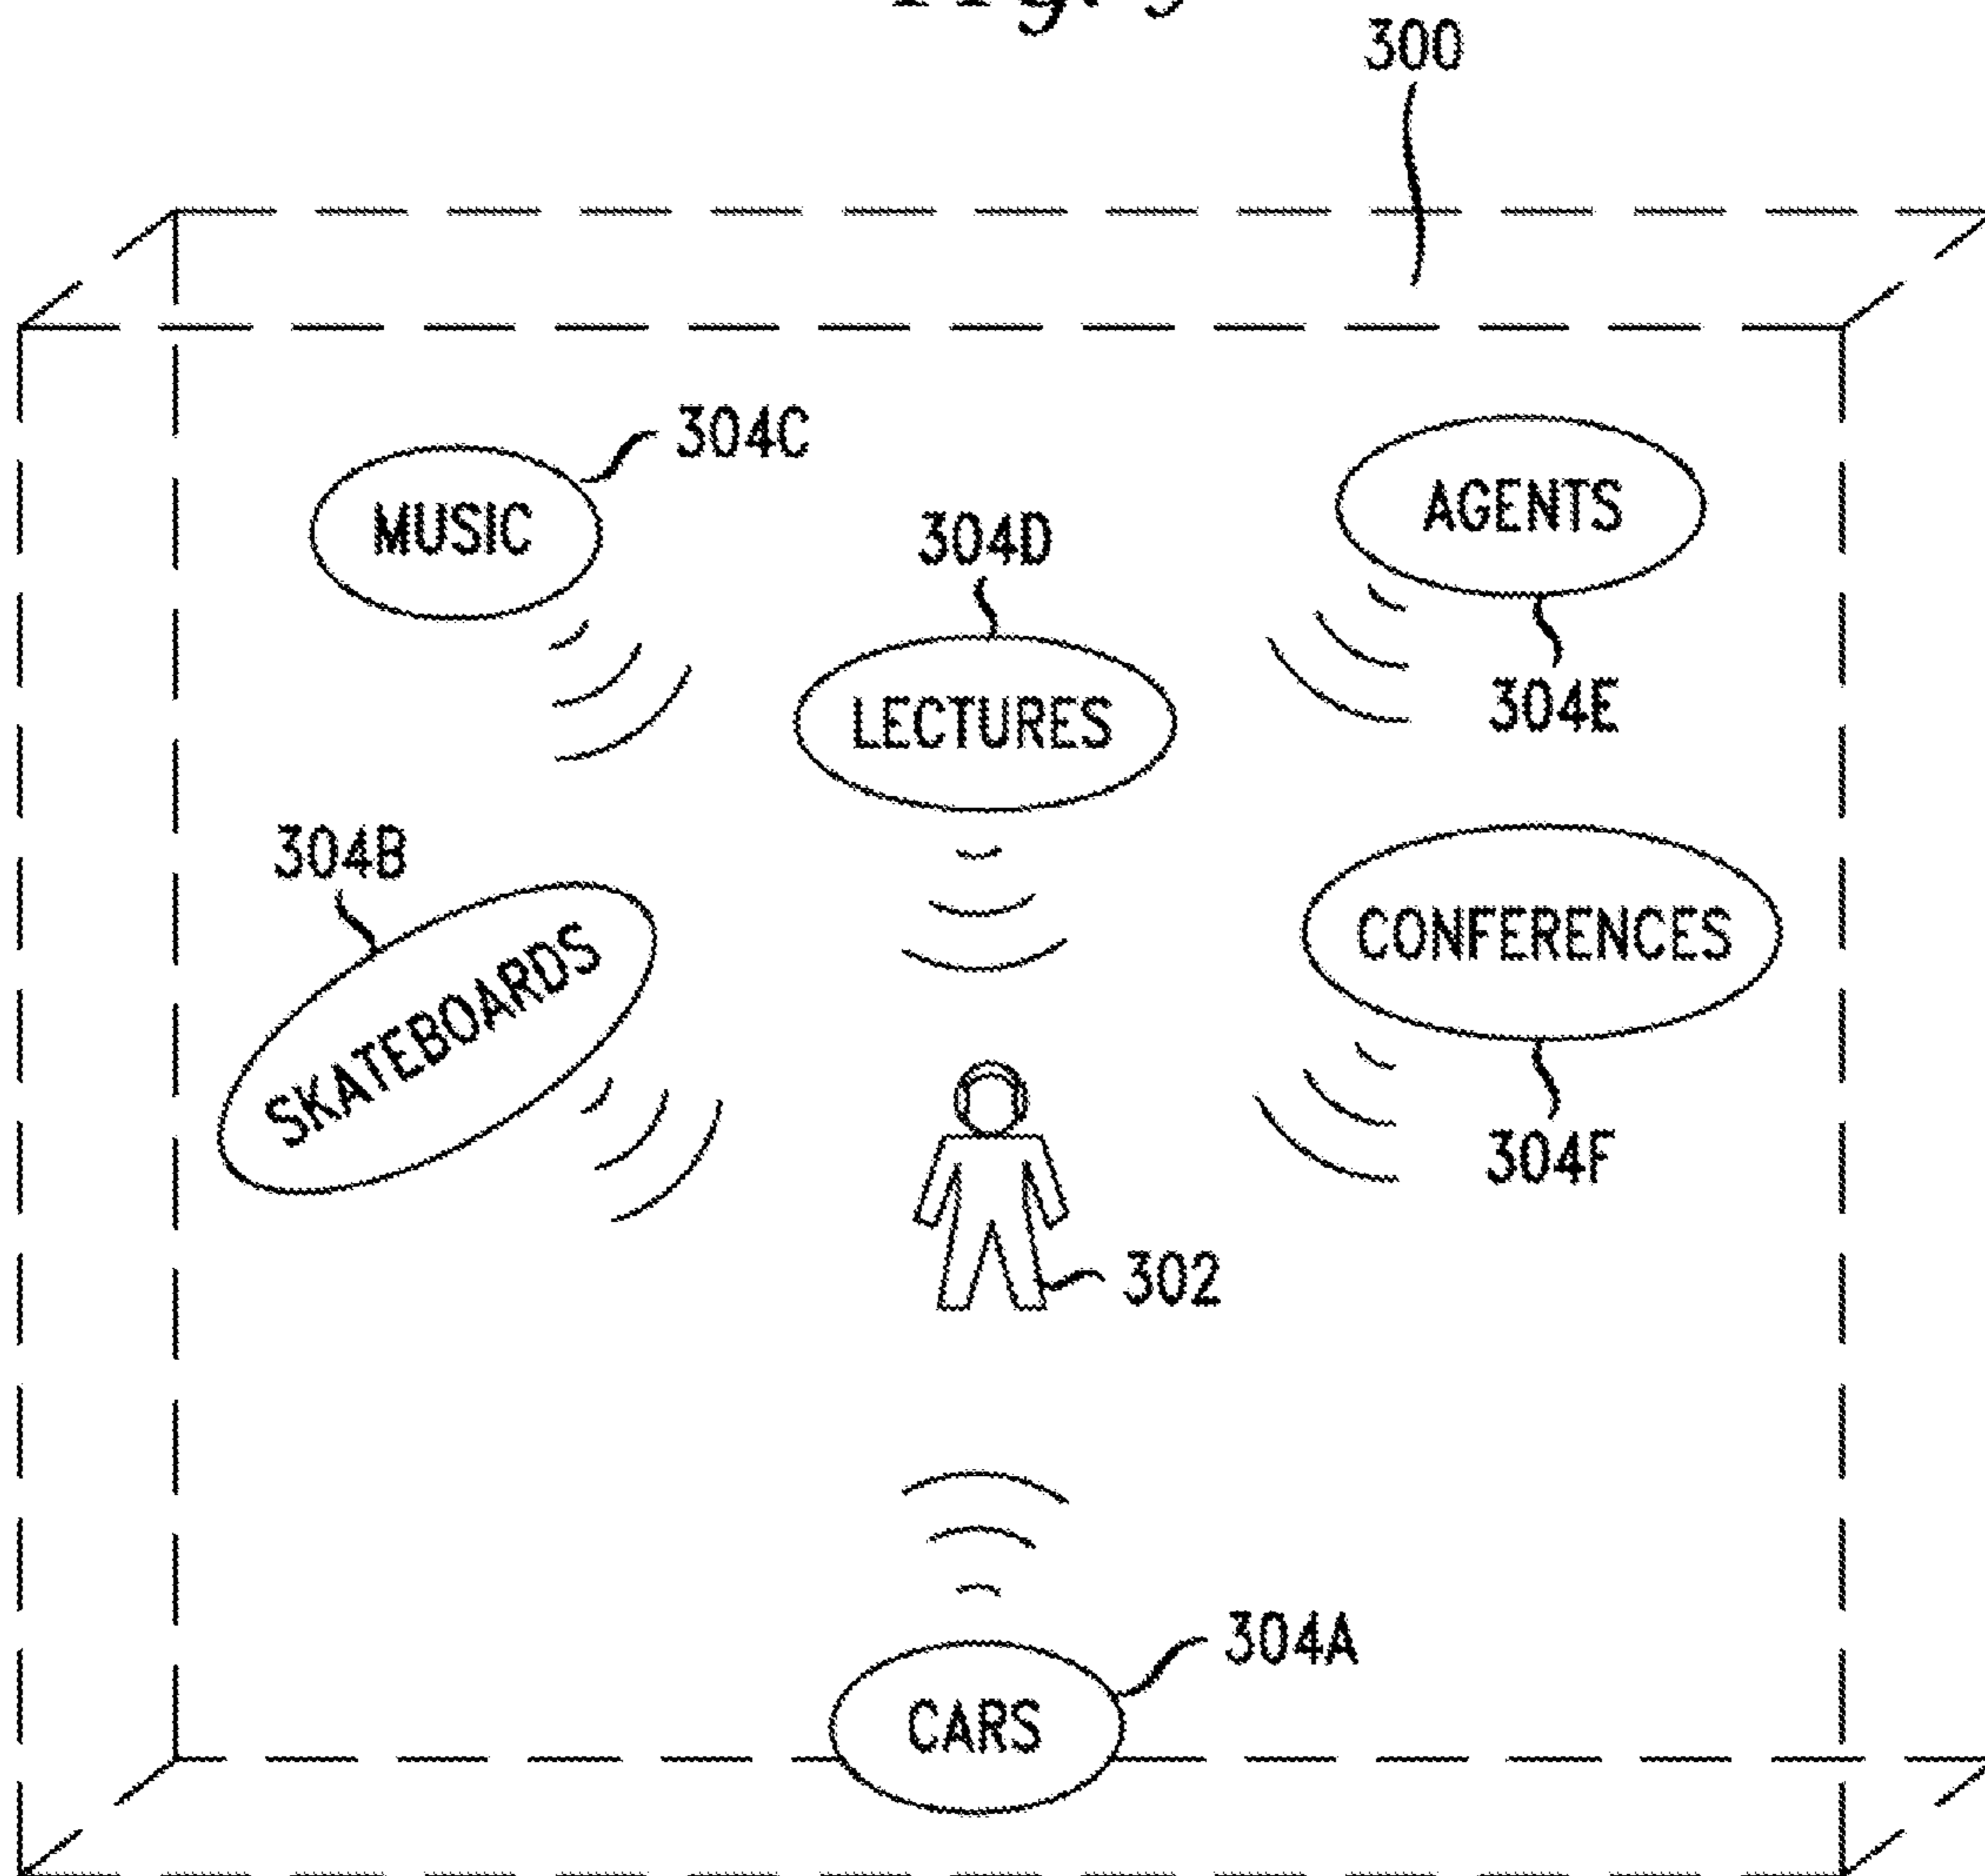 300
304C
MUSIC
AGENTS
304D
304E
LECTURES
304B
CONFERENCES
SKATEBOARDS
304F
302
304A
CARS